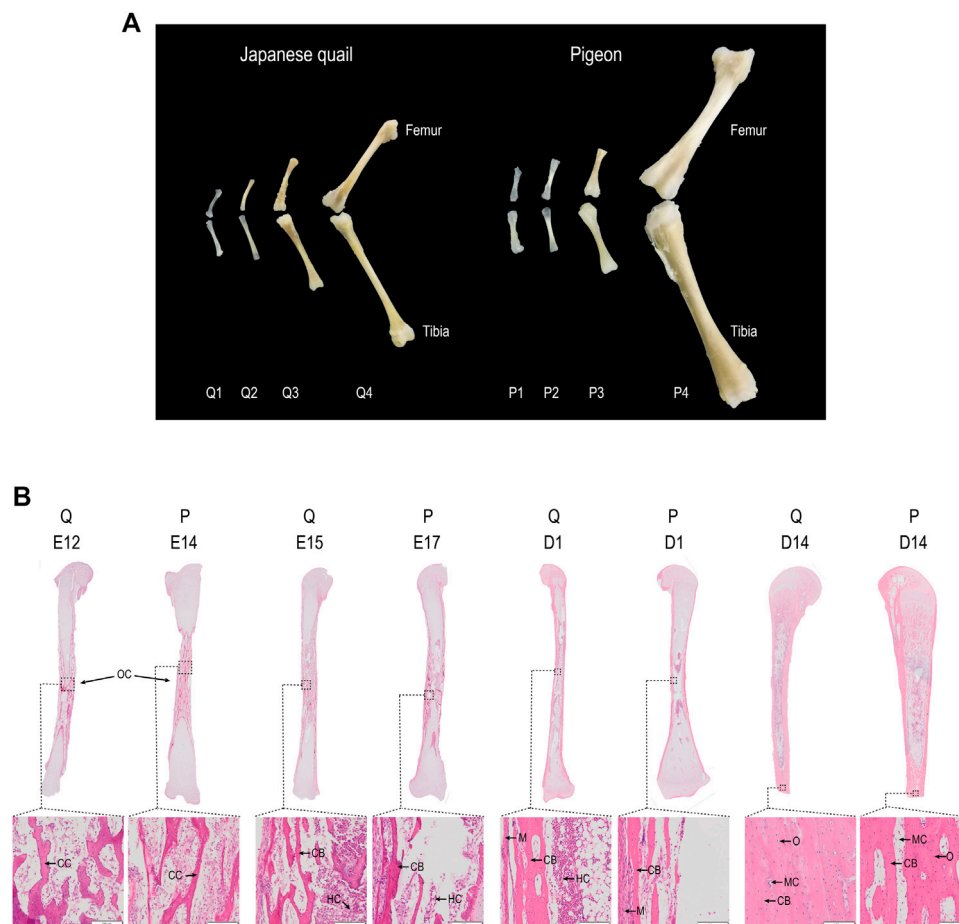 A
Japanese quail Pigeon
Femur Femur
Tibia Tibia
Q1 Q2 Q3 Q4 P1 P2 P3 P4
B
Q P Q P Q P Q P
E12 E14 E15 E17 D1 D1 D14 D14
OC
CC CC CB HC CB HC M CB HC CB M O MC CB MC CB O